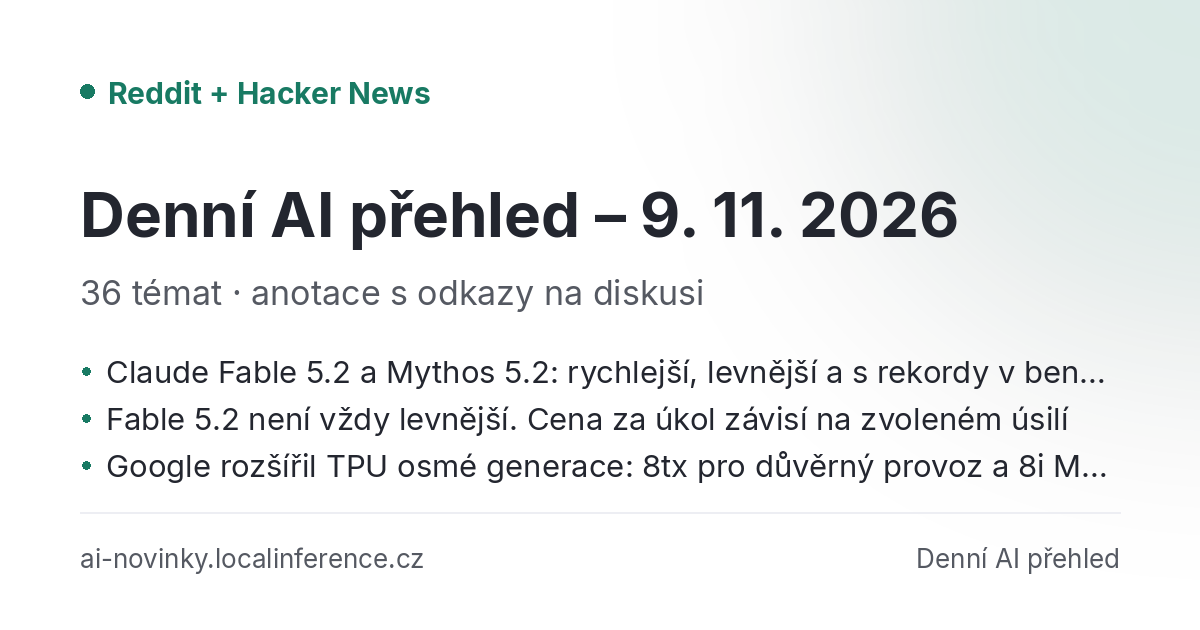 Reddit + Hacker News
Denní AI přehled – 9. 11. 2026
36 témat · anotace s odkazy na diskusi
• Claude Fable 5.2 a Mythos 5.2: rychlejší, levnější a s rekordy v ben...
• Fable 5.2 není vždy levnější. Cena za úkol závisí na zvoleném úsilí
• Google rozšířil TPU osmé generace: 8tx pro důvěrný provoz a 8i M...
ai-novinky.localinference.cz
Denní AI přehled